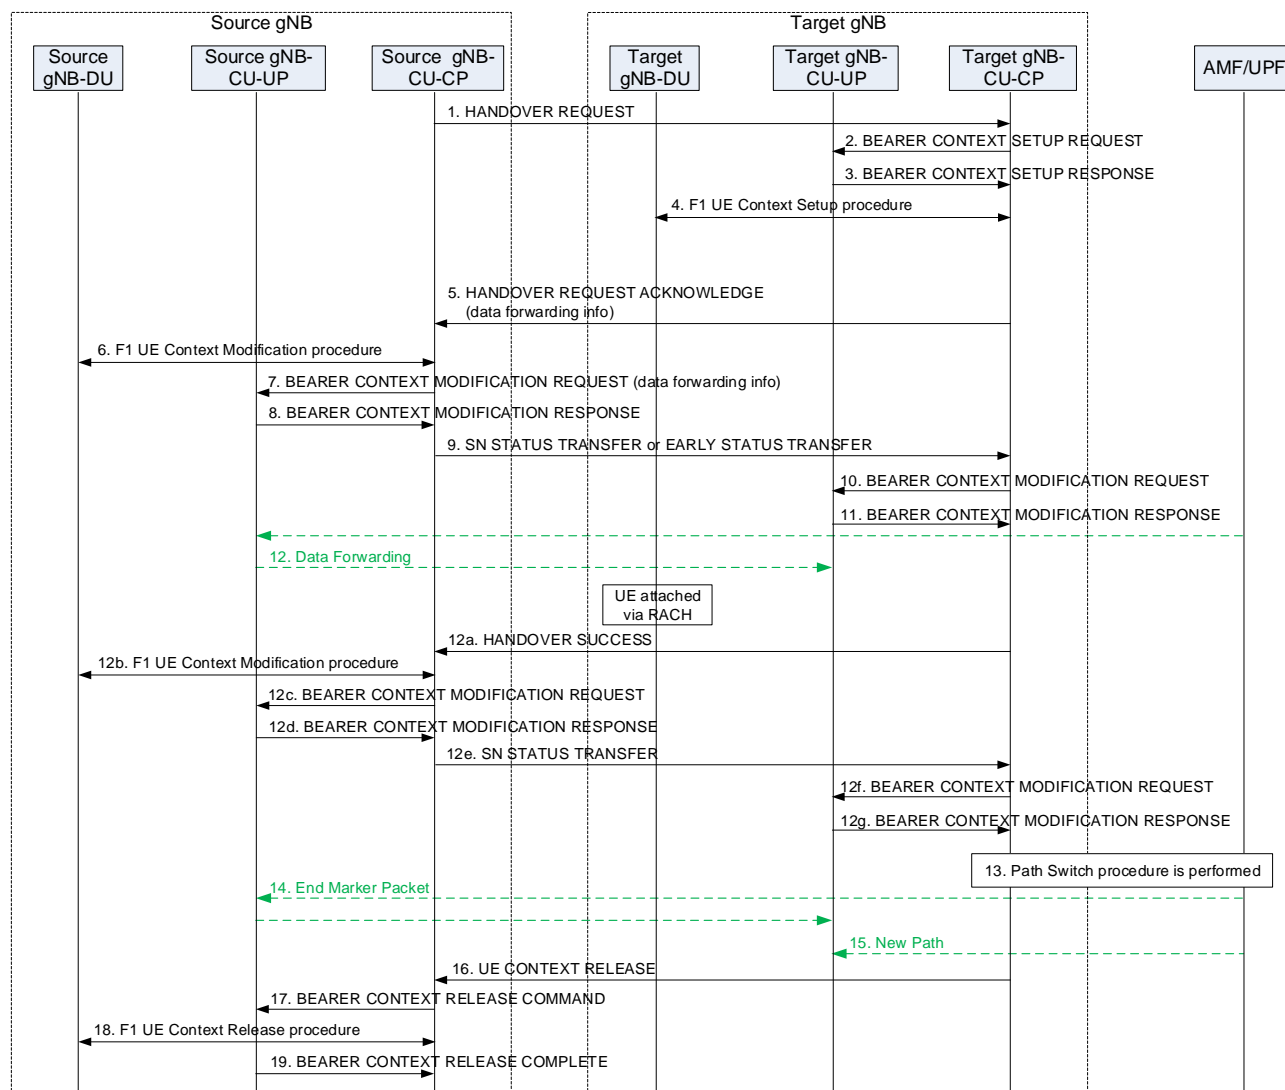 Source gNB
Target gNB
Source
gNB-DU
Source gNB-
CU-UP
Source gNB-
CU-CP
Target
gNB-DU
Target gNB-
CU-UP
Target gNB-
CU-CP
AMF/UPF
1. HANDOVER REQUEST
2. BEARER CONTEXT SETUP REQUEST
3. BEARER CONTEXT SETUP RESPONSE
4. F1 UE Context Setup procedure
5. HANDOVER REQUEST ACKNOWLEDGE
(data forwarding info)
6. F1 UE Context Modification procedure
7. BEARER CONTEXT MODIFICATION REQUEST (data forwarding info)
8. BEARER CONTEXT MODIFICATION RESPONSE
9. SN STATUS TRANSFER or EARLY STATUS TRANSFER
10. BEARER CONTEXT MODIFICATION REQUEST
11. BEARER CONTEXT MODIFICATION RESPONSE
12. Data Forwarding
UE attached
via RACH
12a. HANDOVER SUCCESS
12b. F1 UE Context Modification procedure
12c. BEARER CONTEXT MODIFICATION REQUEST
12d. BEARER CONTEXT MODIFICATION RESPONSE
12e. SN STATUS TRANSFER
12f. BEARER CONTEXT MODIFICATION REQUEST
12g. BEARER CONTEXT MODIFICATION RESPONSE
13. Path Switch procedure is performed
14. End Marker Packet
15. New Path
16. UE CONTEXT RELEASE
17. BEARER CONTEXT RELEASE COMMAND
18. F1 UE Context Release procedure
19. BEARER CONTEXT RELEASE COMPLETE